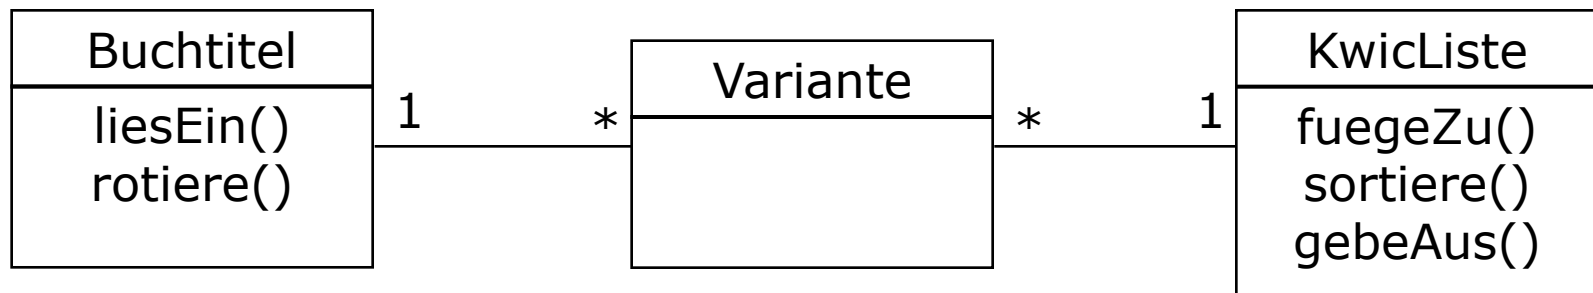 Buchtitel
liesEin()
rotiere()
1
*
Variante
*
1
KwicListe
fuegeZu()
sortiere()
gebeAus()